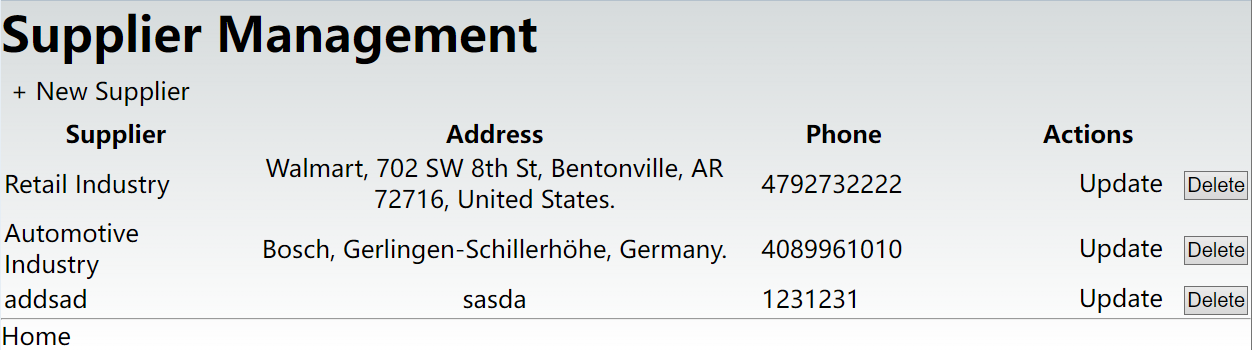 Supplier Management
+ New Supplier
Supplier Address Phone Actions
Retail Industry Walmart, 702 SW 8th St, Bentonville, AR 72716, United States. 4792732222 Update Delete
Automotive Industry Bosch, Gerlingen-Schillerhöhe, Germany. 4089961010 Update Delete
addsad sasda 1231231 Update Delete
Home